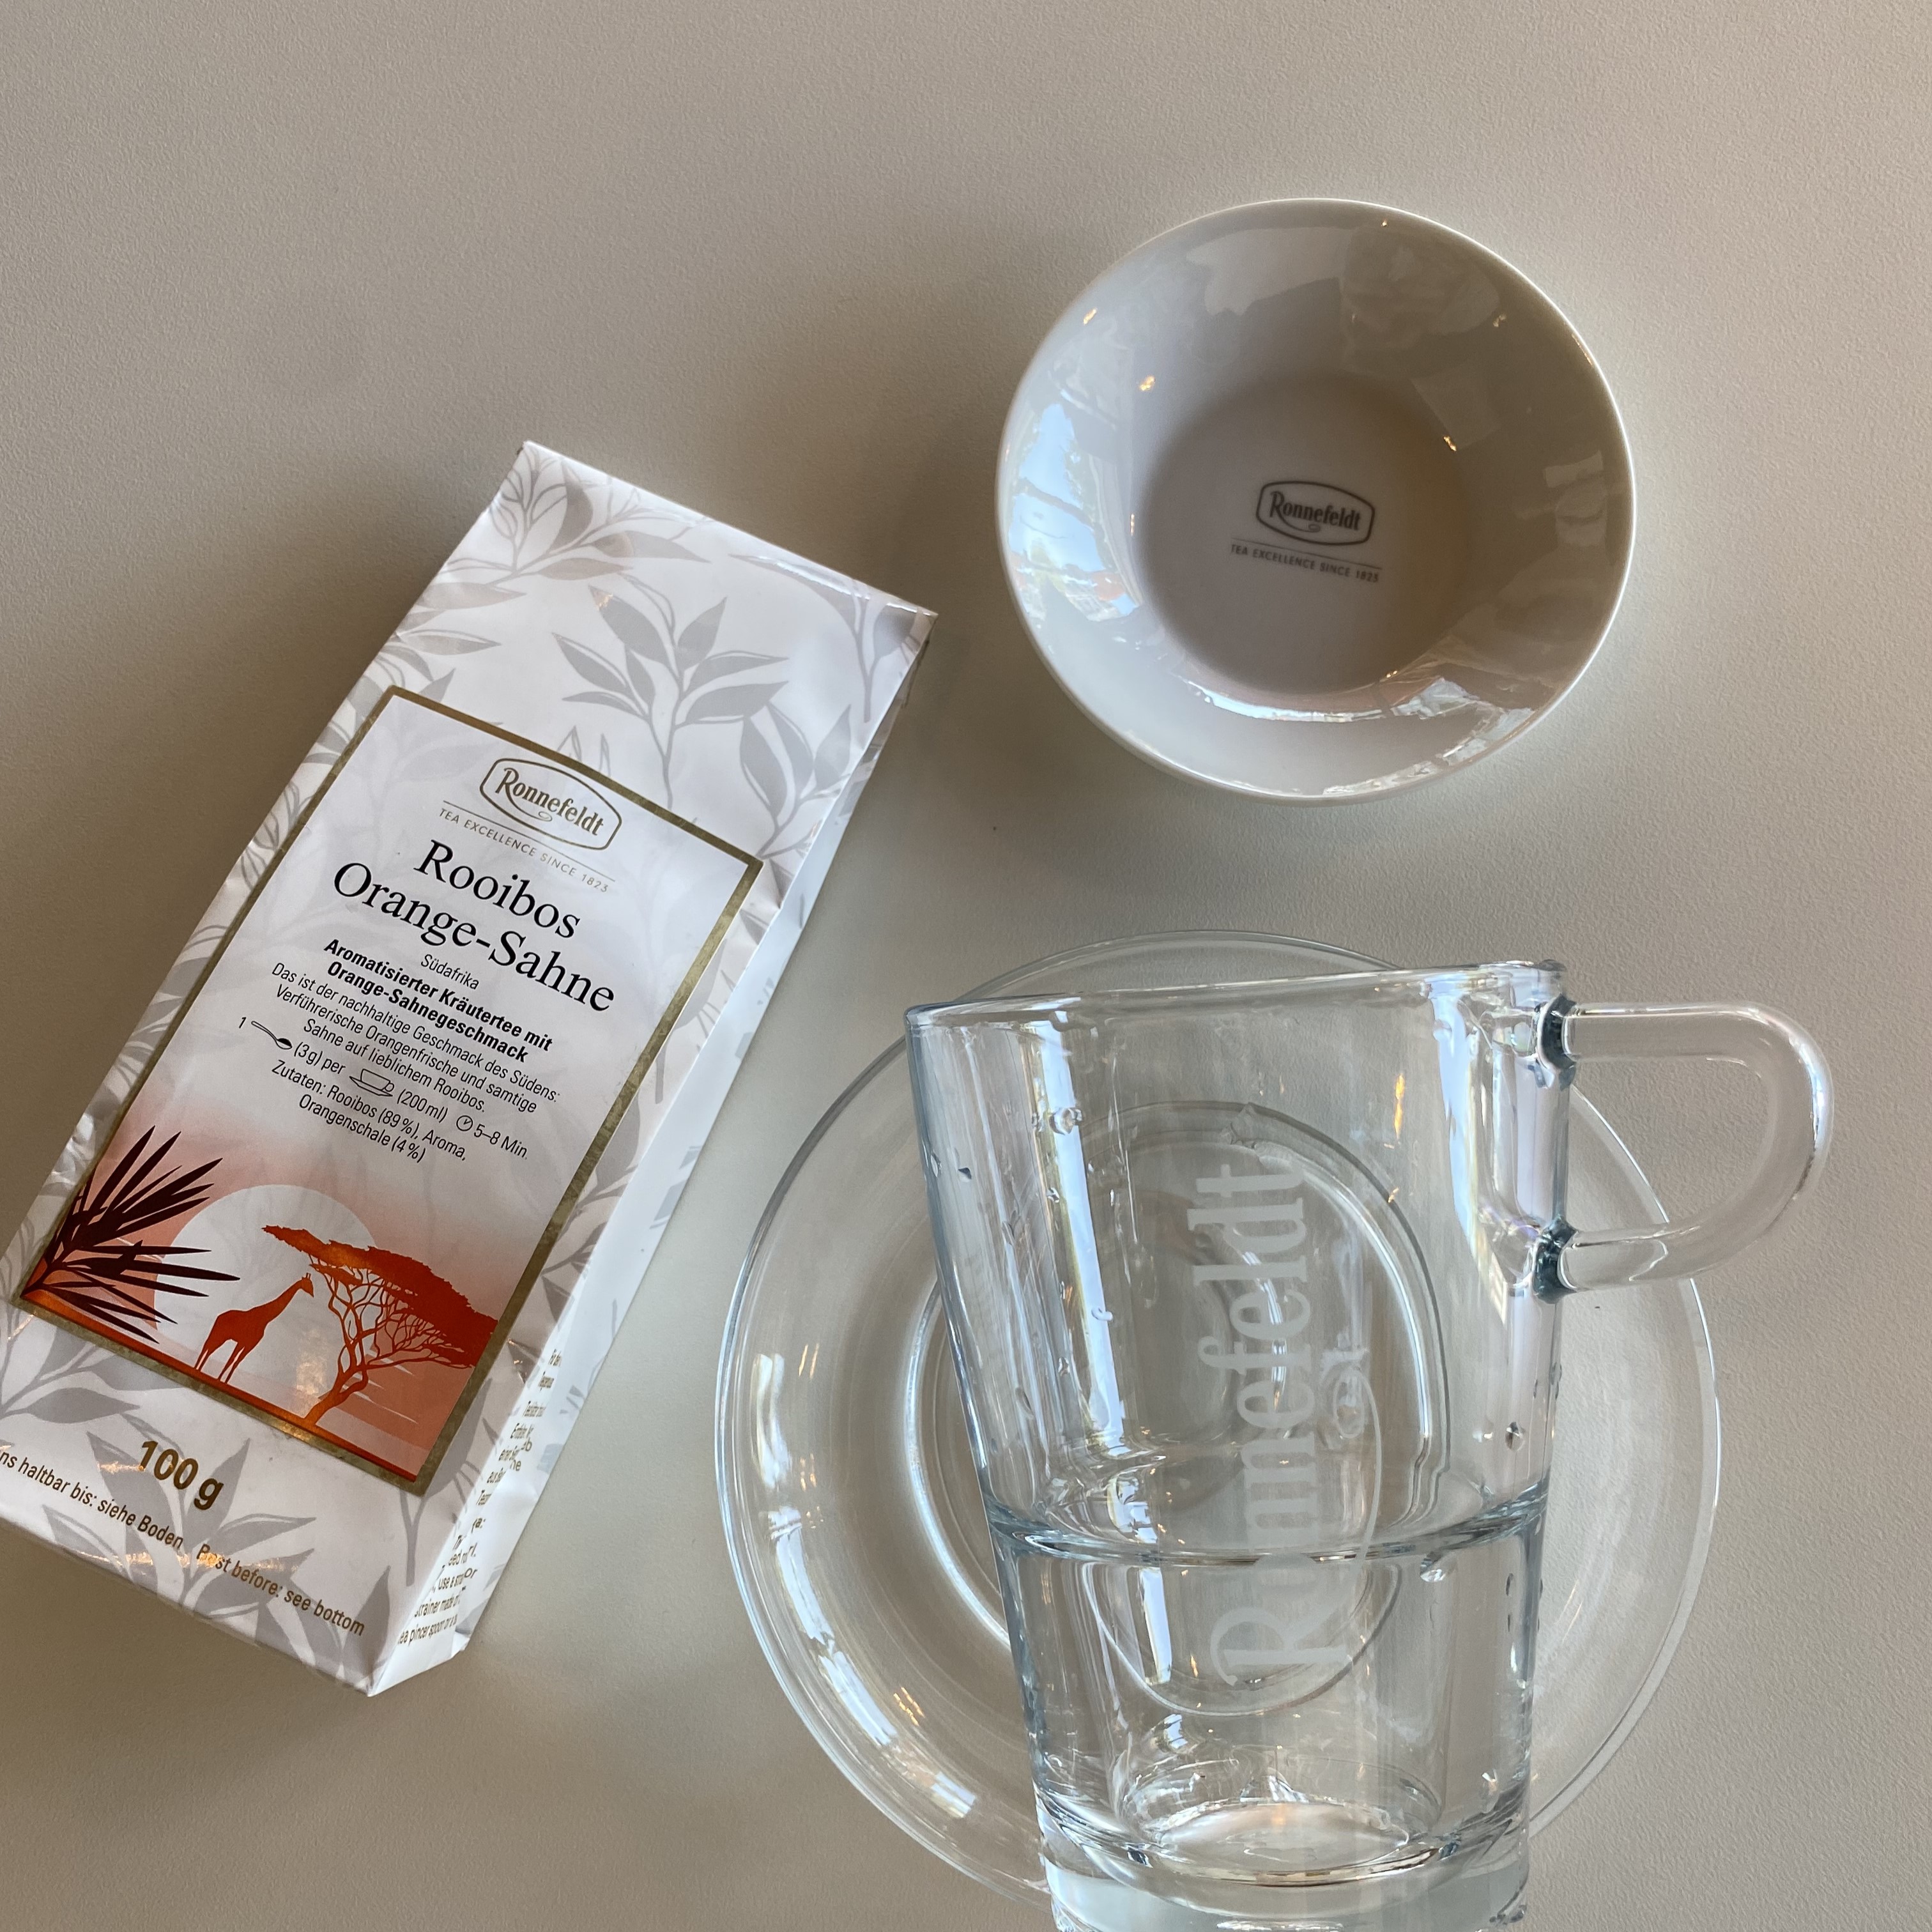 Ronnefeldt
TEA EXCELLENCE SINCE 1823
Rooibos
Orange-Sahne
Südafrika
Aromatisierter Kräutertee mit
Orange-Sahnegeschmack
Das ist der nachhaltige Geschmack des Südens:
Verführerische Orangenfrische und samtige
Sahne auf lieblichem Rooibos.
1 (3g) per (200ml) 5–8 Min.
Zutaten: Rooibos (89%), Aroma,
Orangenschale (4%)
100 g
haltbar bis: siehe Boden before: see bottom
Ronnefeldt
TEA EXCELLENCE SINCE 1823
Ronnefeldt